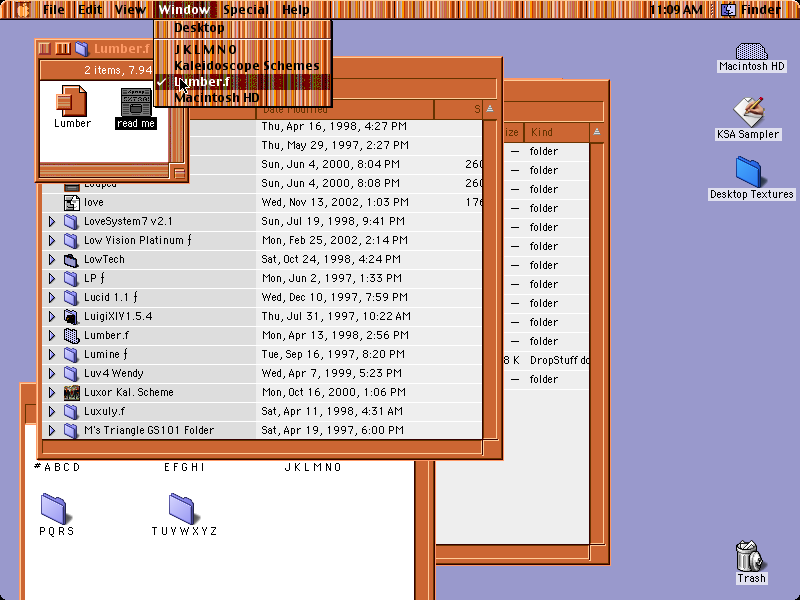 File Edit View Window Special Help 11:09 AM Finder
Desktop
J K L M N O
Kaleidoscope Schemes
✓ Lumber.f
Macintosh HD
Lumber.f
2 items, 7.94
Lumber
read me
Date Modified S
Thu, Apr 16, 1998, 4:27 PM
Thu, May 29, 1997, 2:27 PM
Sun, Jun 4, 2000, 8:04 PM 260
Sun, Jun 4, 2000, 8:08 PM 260
love Wed, Nov 13, 2002, 1:03 PM 176
LoveSystem7 v2.1 Sun, Jul 19, 1998, 9:41 PM
Low Vision Platinum ƒ Mon, Feb 25, 2002, 2:14 PM
LowTech Sat, Oct 24, 1998, 4:24 PM
LP ƒ Mon, Jun 2, 1997, 1:33 PM
Lucid 1.1 ƒ Wed, Dec 10, 1997, 7:59 PM
LuigiXIV1.5.4 Thu, Jul 31, 1997, 10:22 AM
Lumber.f Mon, Apr 13, 1998, 2:56 PM
Lumine ƒ Tue, Sep 16, 1997, 8:20 PM
Luv4 Wendy Wed, Apr 7, 1999, 5:23 PM
Luxor Kal. Scheme Mon, Oct 16, 2000, 1:06 PM
Luxuly.f Sat, Apr 11, 1998, 4:31 AM
M's Triangle GS101 Folder Sat, Apr 19, 1997, 6:00 PM
ize Kind
— folder
— folder
— folder
— folder
— folder
— folder
— folder
— folder
— folder
— folder
— folder
8 K DropStuff do
— folder
#ABCD
EFGHI
JKLMNO
PQRS
TUVWXYZ
Macintosh HD
KSA Sampler
Desktop Textures
Trash